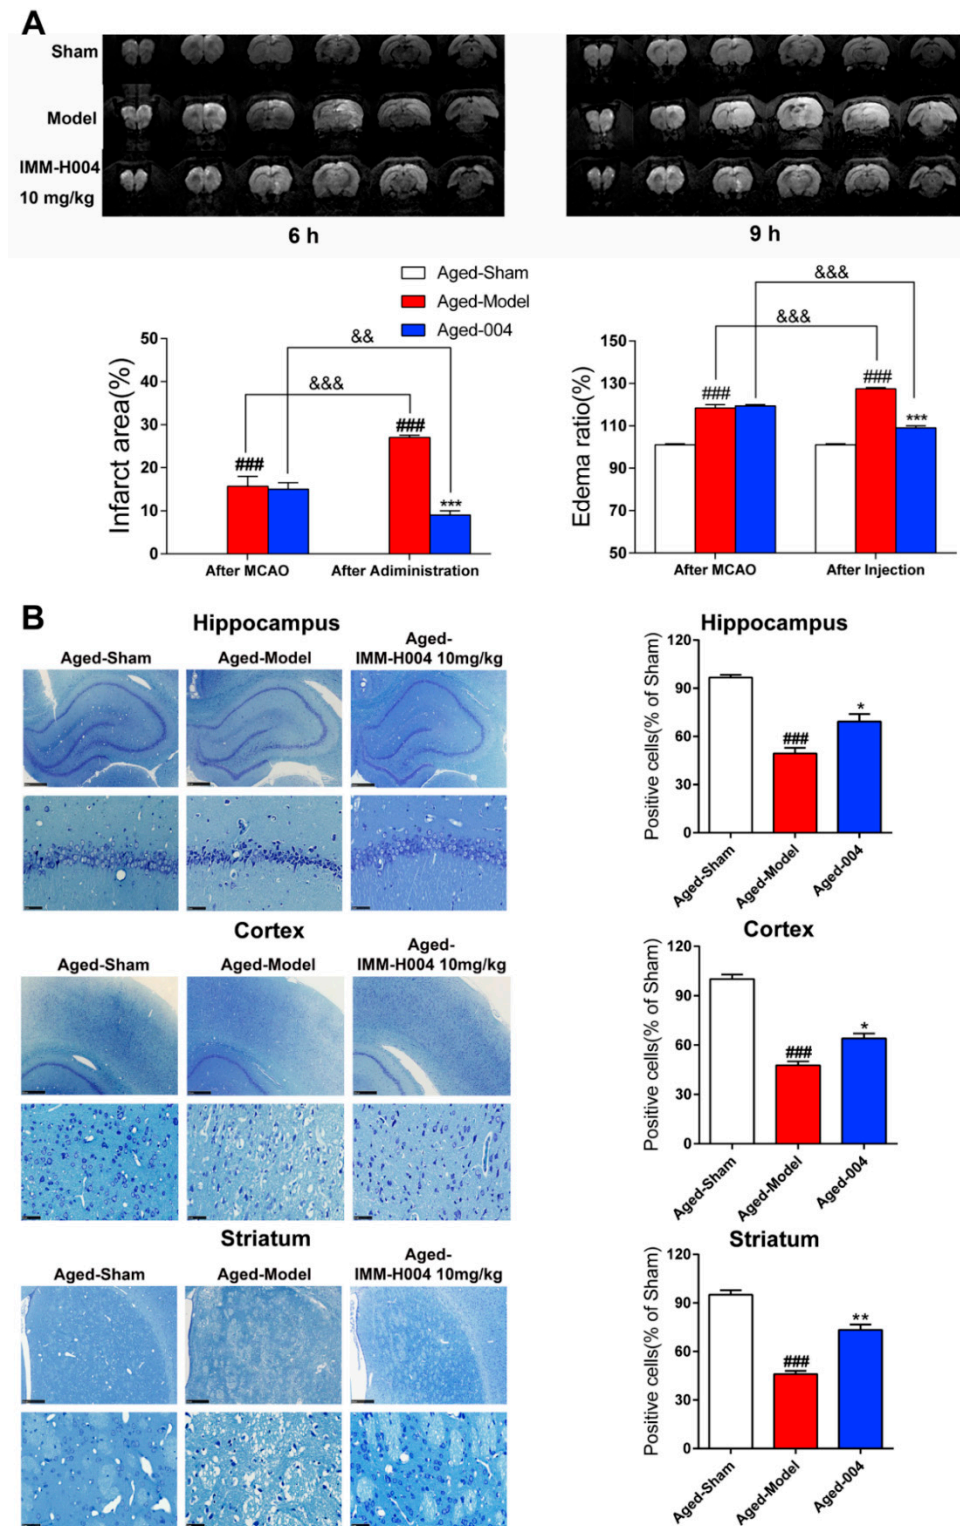 A
Sham
Model
IMM-H004
10 mg/kg
6 h
9 h
Aged-Sham
Aged-Model
Aged-004
Infarct area(%)
50
40
30
20
10
0
&&
&&&
###
###
***
After MCAO
After Adiministration
Edema ratio(%)
150
130
110
90
70
50
&&&
&&&
###
###
***
After MCAO
After Injection
B
Hippocampus
Aged-Sham
Aged-Model
Aged-
IMM-H004 10mg/kg
Hippocampus
Positive cells(% of Sham)
120
90
60
30
0
###
*
Aged-Sham
Aged-Model
Aged-004
Cortex
Aged-Sham
Aged-Model
Aged-
IMM-H004 10mg/kg
Cortex
Positive cells(% of Sham)
120
90
60
30
0
###
*
Aged-Sham
Aged-Model
Aged-004
Striatum
Aged-Sham
Aged-Model
Aged-
IMM-H004 10mg/kg
Striatum
Positive cells(% of Sham)
120
90
60
30
0
###
**
Aged-Sham
Aged-Model
Aged-004